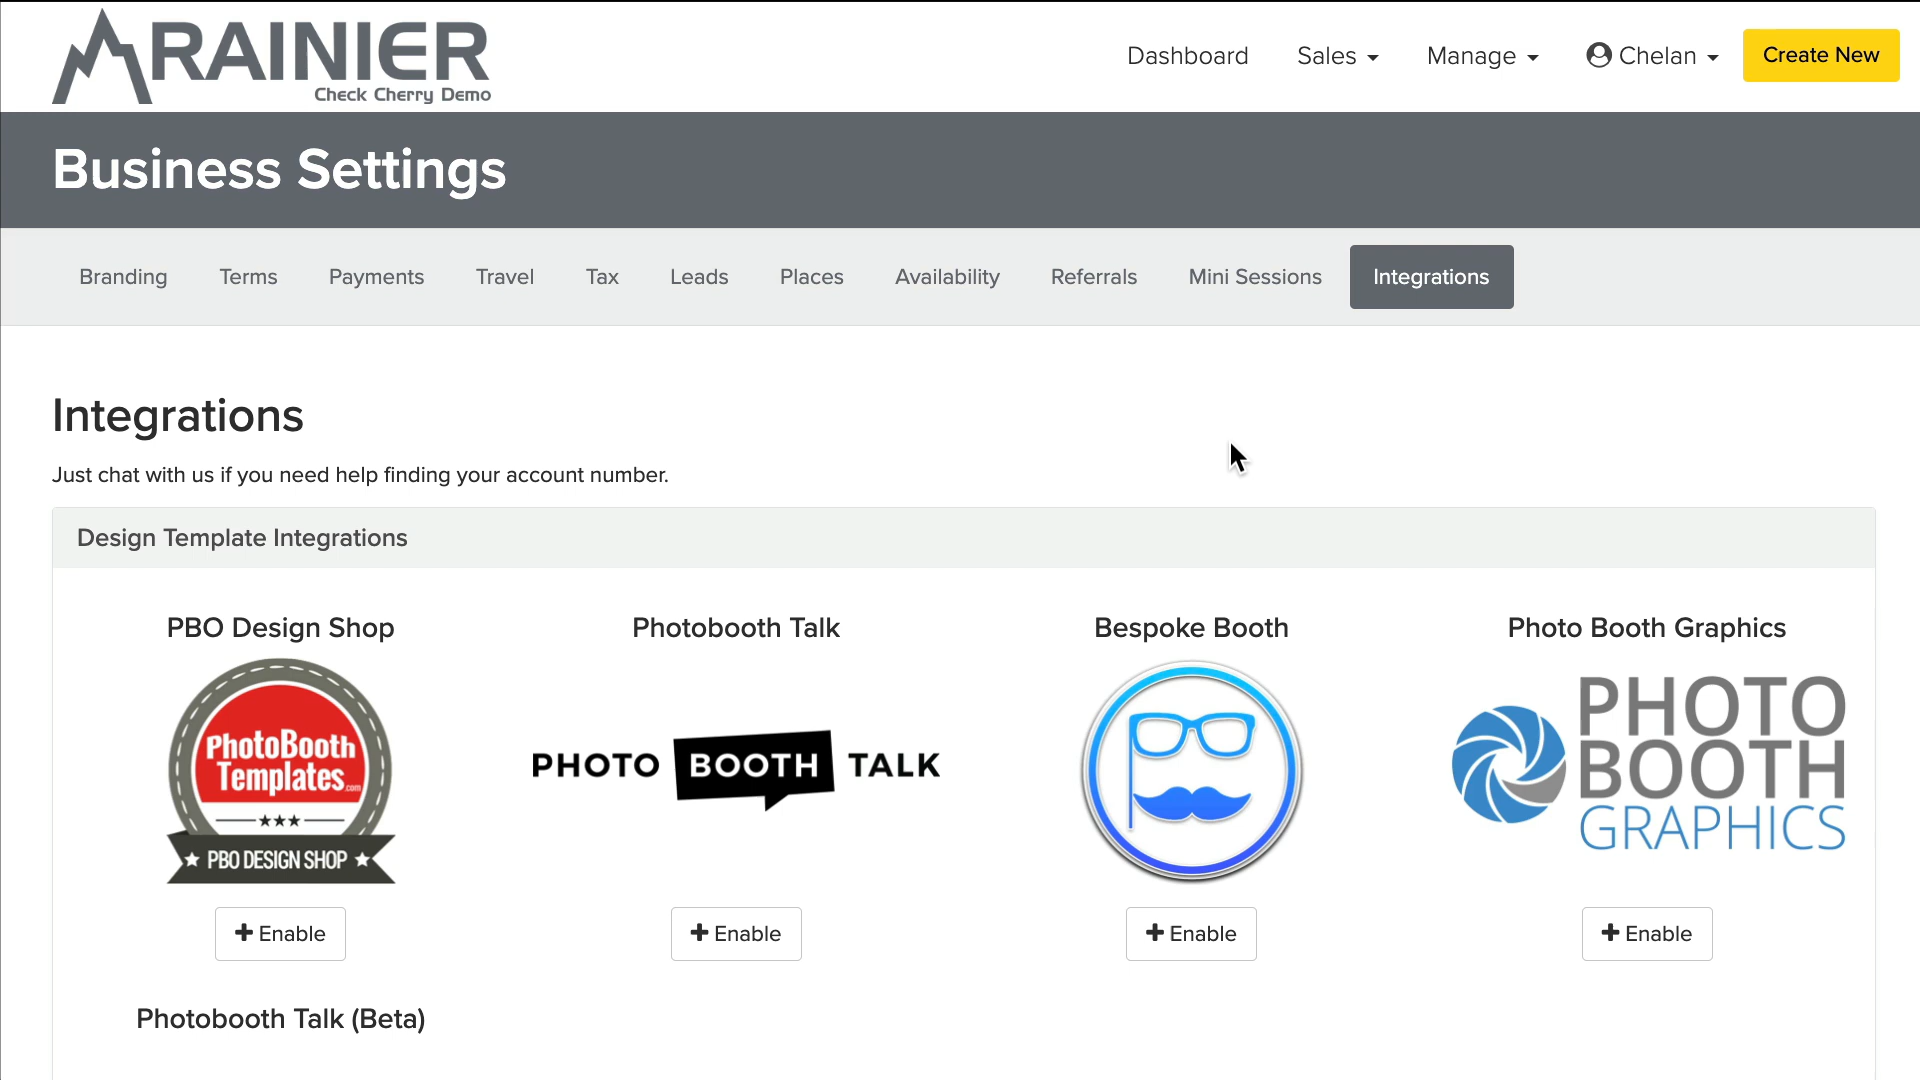 RAINIER
Check Cherry Demo
Dashboard
Sales
Manage
Chelan
Create New
Business Settings
Branding
Terms
Payments
Travel
Tax
Leads
Places
Availability
Referrals
Mini Sessions
Integrations
Integrations
Just chat with us if you need help finding your account number.
Design Template Integrations
PBO Design Shop
PhotoBooth
Templates.com
PBO DESIGN SHOP
Enable
Photobooth Talk
PHOTO BOOTH TALK
Enable
Bespoke Booth
Enable
Photo Booth Graphics
PHOTO
BOOTH
GRAPHICS
Enable
Photobooth Talk (Beta)